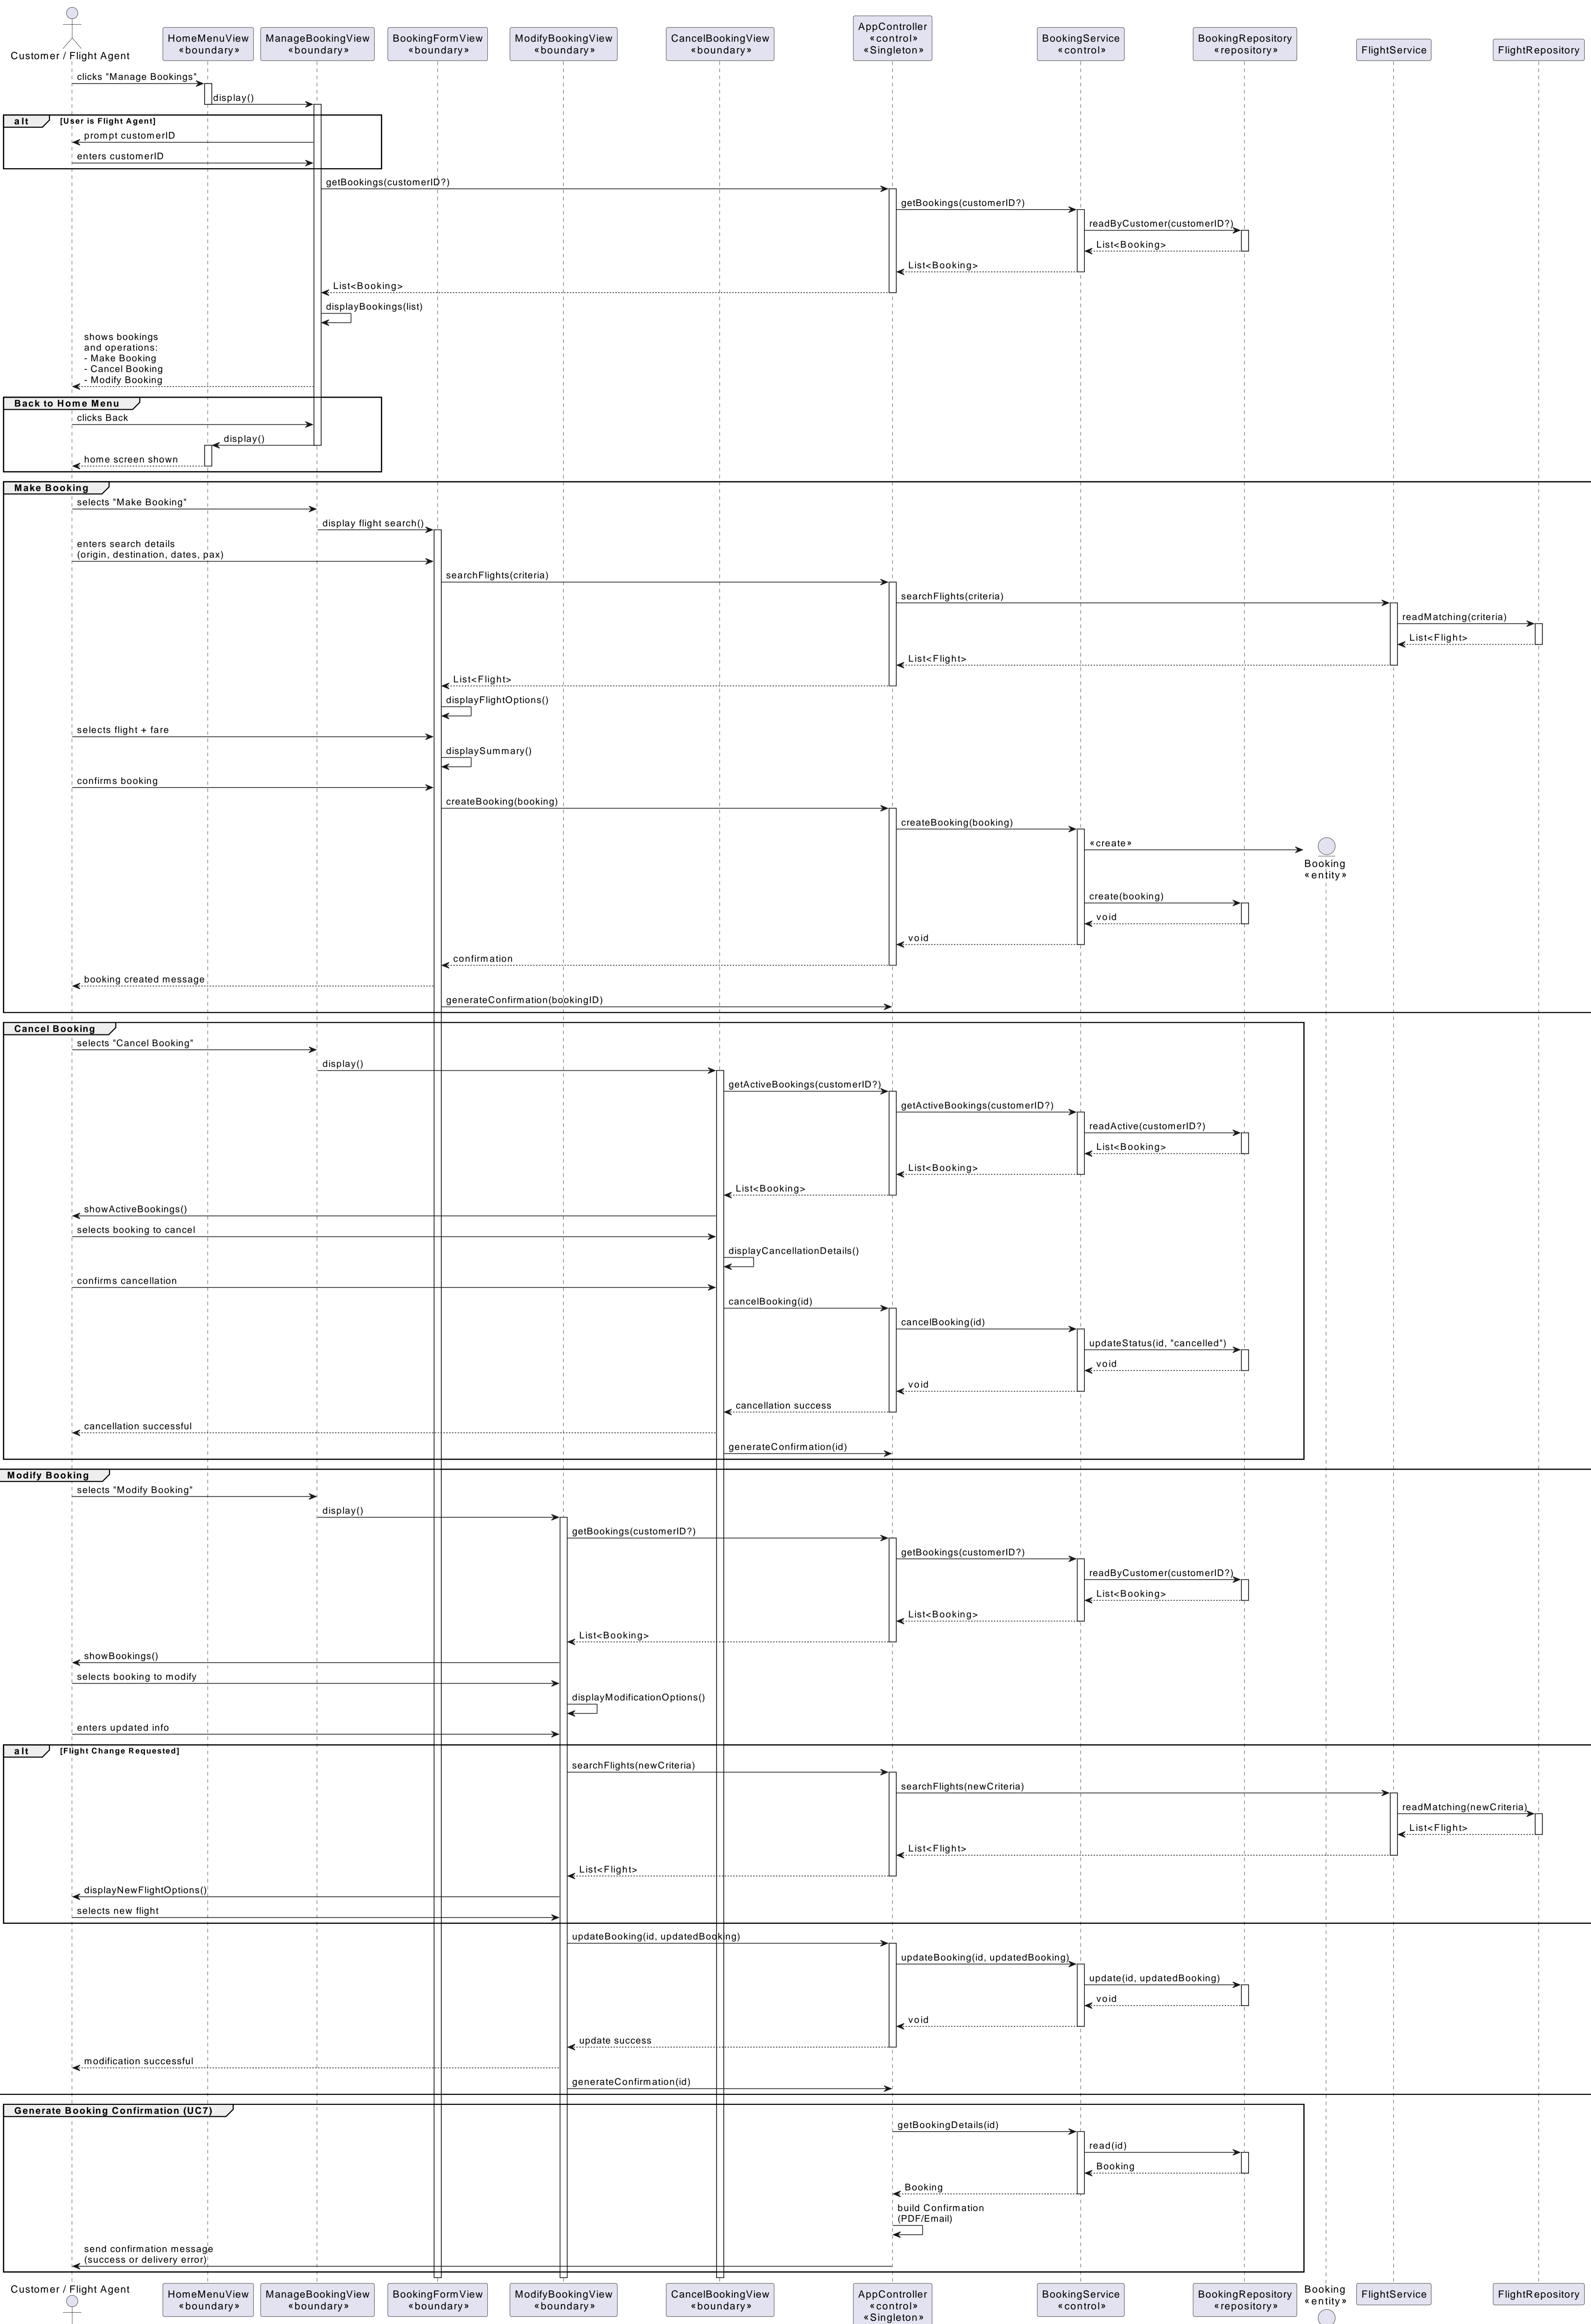 Customer / Flight Agent
HomeMenuView
«boundary»
ManageBookingView
«boundary»
BookingFormView
«boundary»
ModifyBookingView
«boundary»
CancelBookingView
«boundary»
AppController
«control»
«Singleton»
BookingService
«control»
BookingRepository
«repository»
FlightService
FlightRepository
clicks "Manage Bookings"
display()
alt [User is Flight Agent]
prompt customerID
enters customerID
getBookings(customerID?)
getBookings(customerID?)
readByCustomer(customerID?)
List<Booking>
List<Booking>
List<Booking>
displayBookings(list)
shows bookings
and operations:
- Make Booking
- Cancel Booking
- Modify Booking
Back to Home Menu
clicks Back
display()
home screen shown
Make Booking
selects "Make Booking"
display flight search()
enters search details
(origin, destination, dates, pax)
searchFlights(criteria)
searchFlights(criteria)
readMatching(criteria)
List<Flight>
List<Flight>
List<Flight>
displayFlightOptions()
selects flight + fare
displaySummary()
confirms booking
createBooking(booking)
createBooking(booking)
«create»
Booking
«entity»
create(booking)
void
void
confirmation
booking created message
generateConfirmation(bookingID)
Cancel Booking
selects "Cancel Booking"
display()
getActiveBookings(customerID?)
getActiveBookings(customerID?)
readActive(customerID?)
List<Booking>
List<Booking>
List<Booking>
showActiveBookings()
selects booking to cancel
displayCancellationDetails()
confirms cancellation
cancelBooking(id)
cancelBooking(id)
updateStatus(id, "cancelled")
void
void
cancellation success
cancellation successful
generateConfirmation(id)
Modify Booking
selects "Modify Booking"
display()
getBookings(customerID?)
getBookings(customerID?)
readByCustomer(customerID?)
List<Booking>
List<Booking>
List<Booking>
showBookings()
selects booking to modify
displayModificationOptions()
enters updated info
alt [Flight Change Requested]
searchFlights(newCriteria)
searchFlights(newCriteria)
readMatching(newCriteria)
List<Flight>
List<Flight>
List<Flight>
displayNewFlightOptions()
selects new flight
updateBooking(id, updatedBooking)
updateBooking(id, updatedBooking)
update(id, updatedBooking)
void
void
update success
modification successful
generateConfirmation(id)
Generate Booking Confirmation (UC7)
getBookingDetails(id)
read(id)
Booking
Booking
build Confirmation
(PDF/Email)
send confirmation message
(success or delivery error)
Customer / Flight Agent
HomeMenuView
«boundary»
ManageBookingView
«boundary»
BookingFormView
«boundary»
ModifyBookingView
«boundary»
CancelBookingView
«boundary»
AppController
«control»
«Singleton»
BookingService
«control»
BookingRepository
«repository»
Booking
«entity»
FlightService
FlightRepository